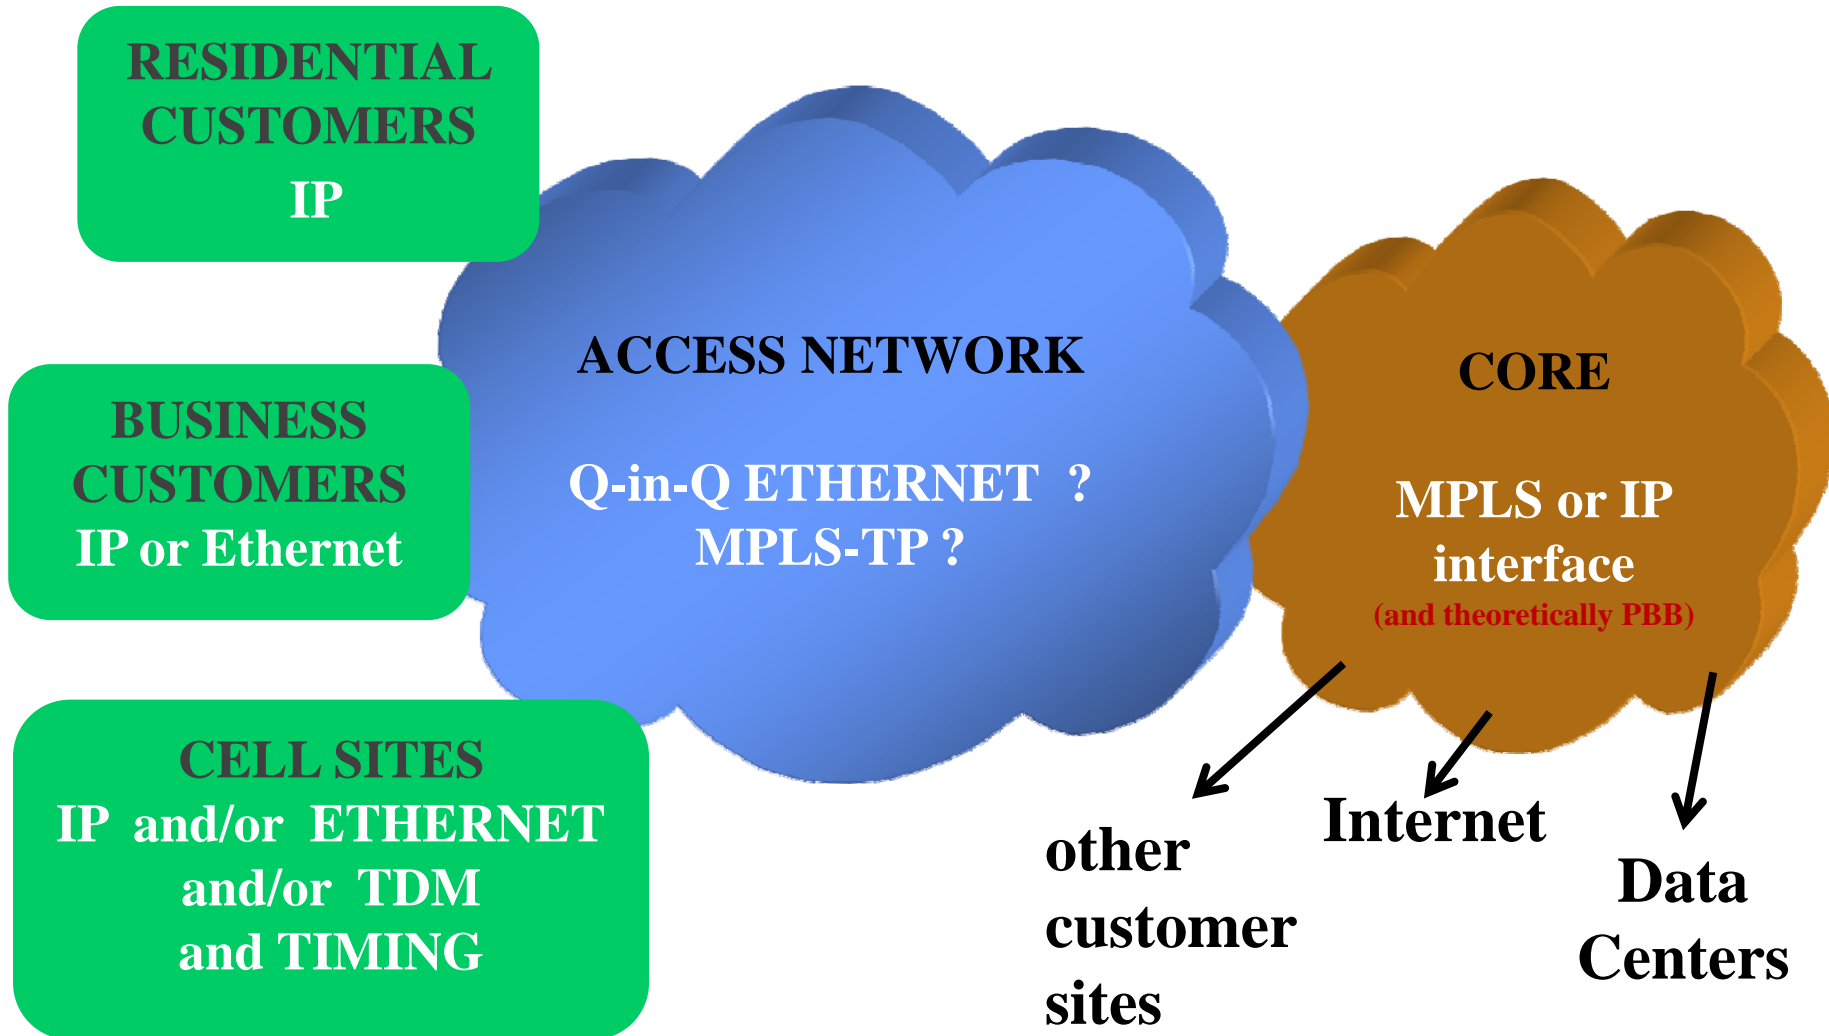 RESIDENTIAL
CUSTOMERS
IP
BUSINESS
CUSTOMERS
IP or Ethernet
CELL SITES
IP and/or ETHERNET
and/or TDM
and TIMING
ACCESS NETWORK
Q-in-Q ETHERNET ?
MPLS-TP ?
CORE
MPLS or IP
interface
(and theoretically PBB)
other
customer
sites
Internet
Data
Centers